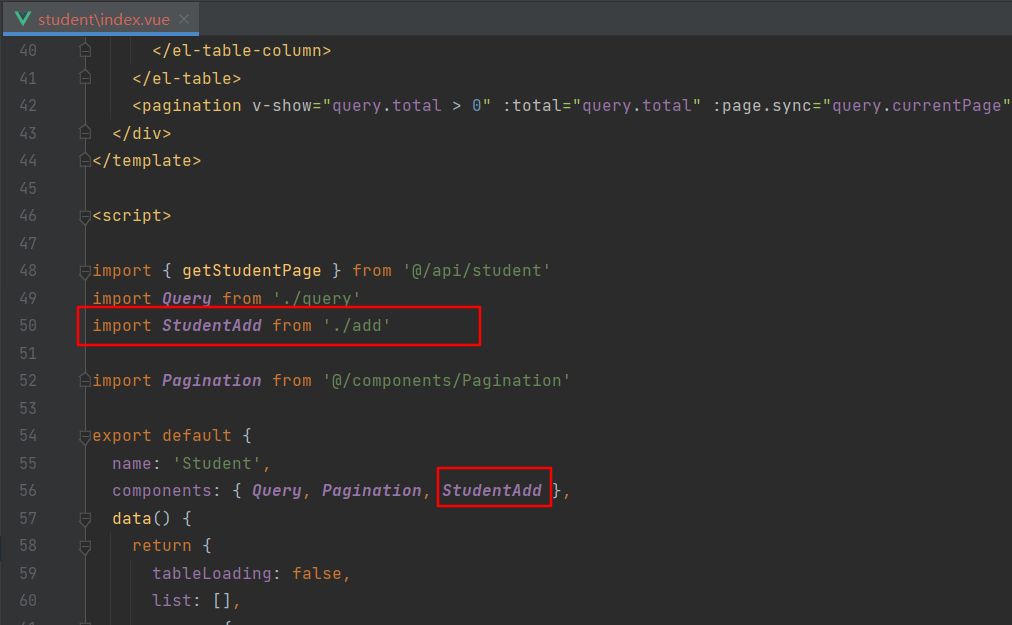 student\index.vue
40 </el-table-column>
41 </el-table>
42 <pagination v-show="query.total > 0" :total="query.total" :page.sync="query.currentPage"
43 </div>
44 </template>
45
46 <script>
47
48 import { getStudentPage } from '@/api/student'
49 import Query from './query'
50 import StudentAdd from './add'
51
52 import Pagination from '@/components/Pagination'
53
54 export default {
55 name: 'Student',
56 components: { Query, Pagination, StudentAdd },
57 data() {
58 return {
59 tableLoading: false,
60 list: [],